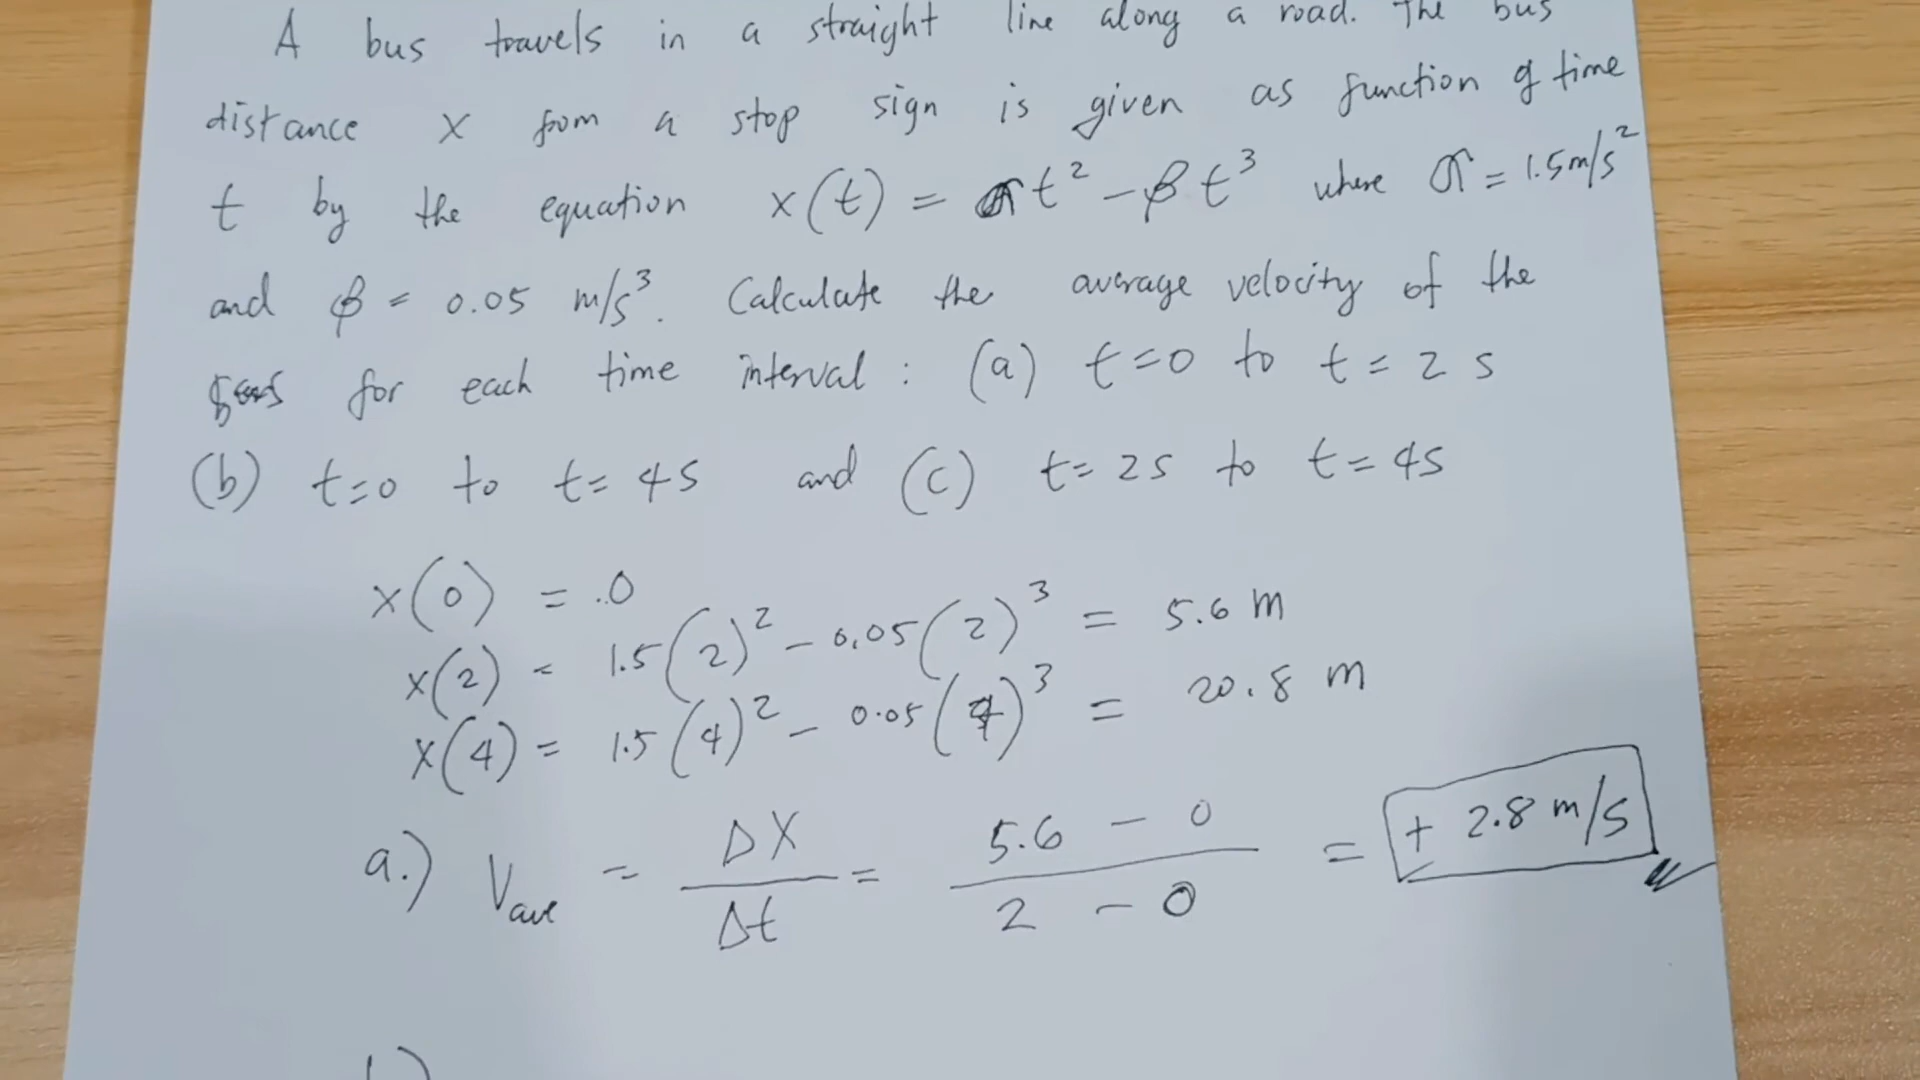 A bus travels in a straight line along a road. The bus
distance x from a stop sign is given as function of time
t by the equation x(t) = σt² - βt³ where σ = 1.5 m/s²
and β = 0.05 m/s³. Calculate the average velocity of the
for each time interval : (a) t=0 to t = 2 s
(b) t=0 to t= 4s and (c) t= 2s to t= 4s
x(0) = .0
x(2) = 1.5(2)² - 0.05(2)³ = 5.6 m
x(4) = 1.5(4)² - 0.05(4)³ = 20.8 m
a.) Vave = ΔX/Δt = (5.6 - 0)/(2 - 0) = + 2.8 m/s